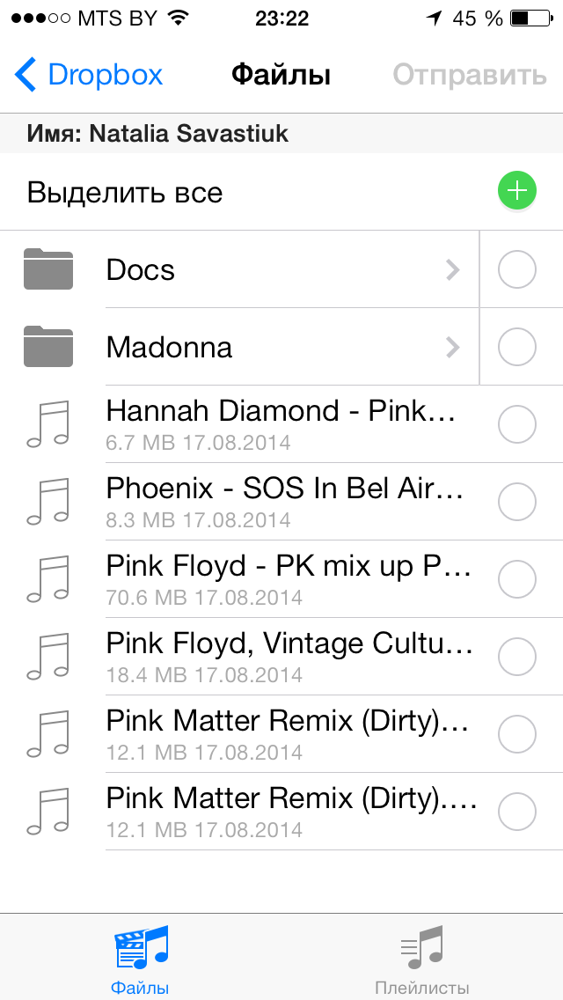 MTS BY 23:22 45 %
Dropbox Файлы Отправить
Имя: Natalia Savastiuk
Выделить все
Docs
Madonna
Hannah Diamond - Pink...
6.7 MB 17.08.2014
Phoenix - SOS In Bel Air...
8.3 MB 17.08.2014
Pink Floyd - PK mix up P...
70.6 MB 17.08.2014
Pink Floyd, Vintage Cultu...
18.4 MB 17.08.2014
Pink Matter Remix (Dirty)...
12.1 MB 17.08.2014
Pink Matter Remix (Dirty)....
12.1 MB 17.08.2014
Файлы Плейлисты